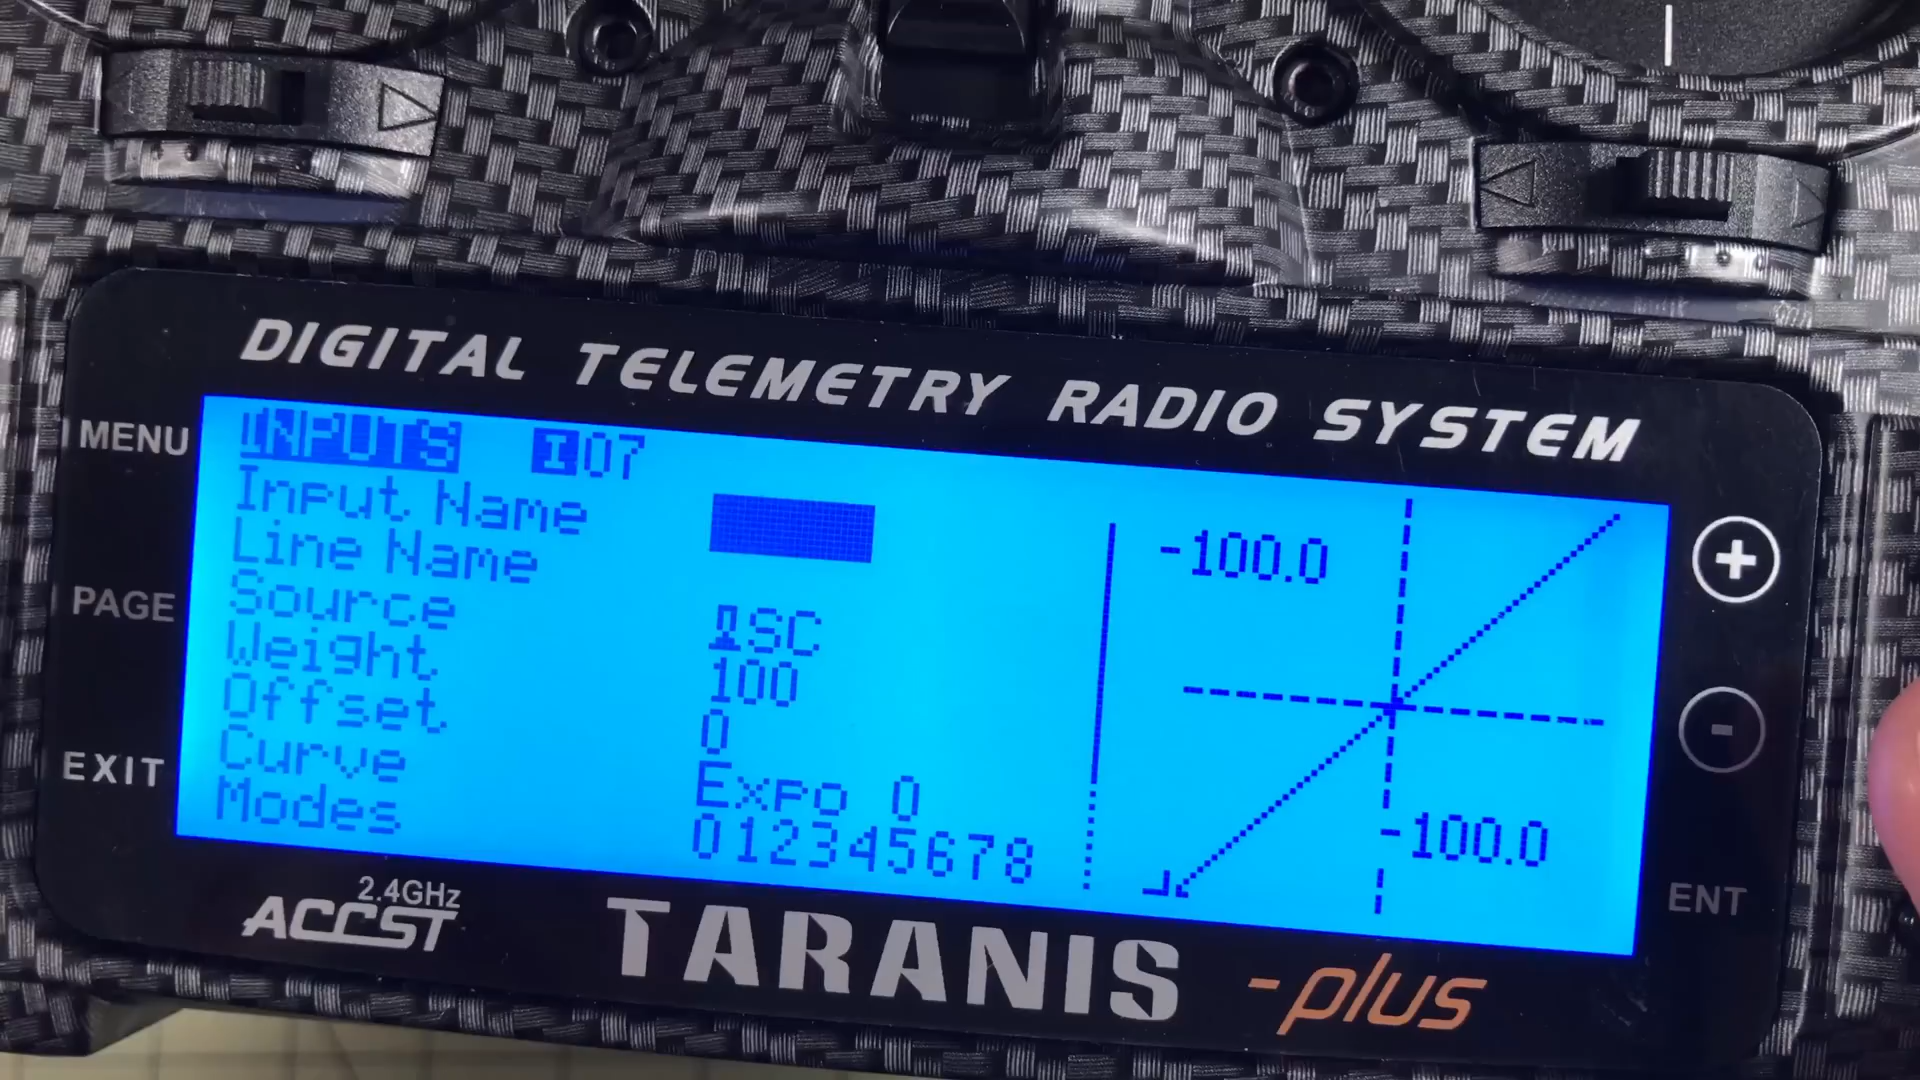 DIGITAL TELEMETRY RADIO SYSTEM
MENU
PAGE
EXIT
INPUTS I07
Input Name
Line Name
Source SC
Weight 100
Offset 0
Curve Expo 0
Modes 012345678
-100.0
-100.0
+
-
ENT
2.4GHz
ACCST
TARANIS -plus